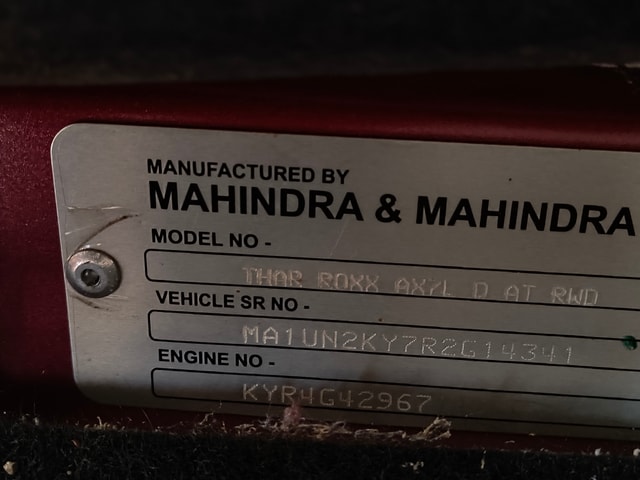 MANUFACTURED BY
MAHINDRA & MAHINDRA
MODEL NO -
THAR ROXX AX7L D AT RWD
VEHICLE SR NO -
MA1UN2KY7R2G14341
ENGINE NO -
KYR4G42967